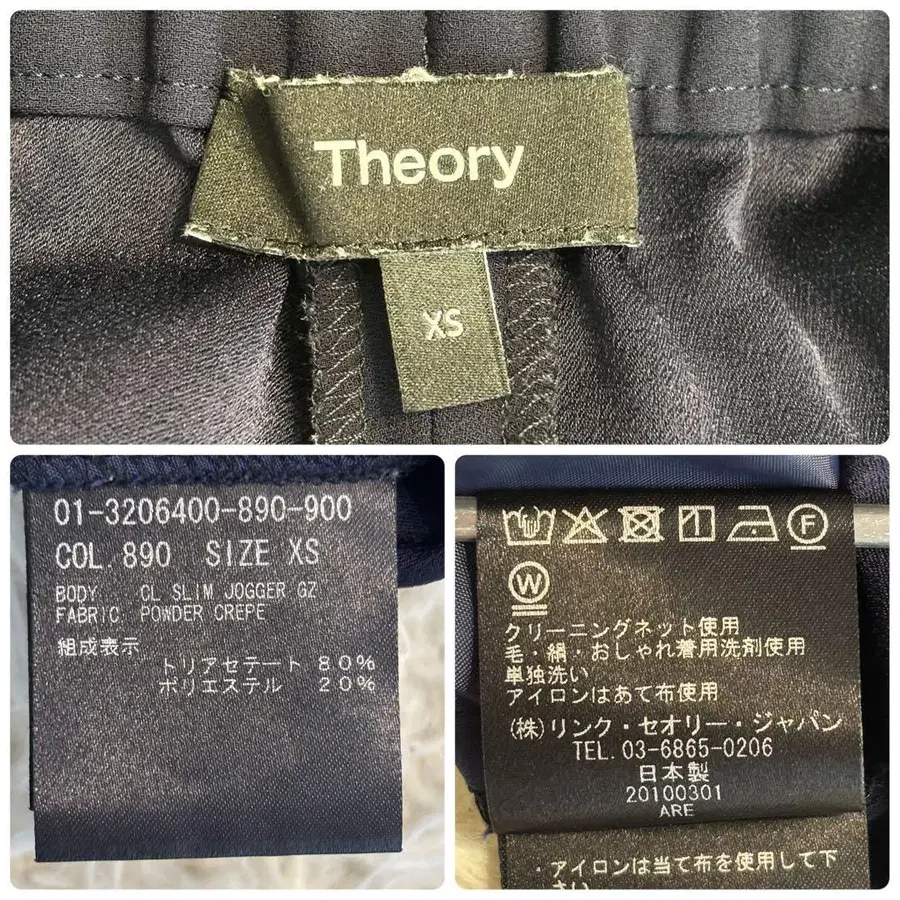 Theory
XS
01-3206400-890-900
COL.890 SIZE XS
BODY CL SLIM JOGGER GZ
FABRIC POWDER CREPE
組成表示
トリアセテート 80%
ポリエステル 20%
F
W
クリーニングネット使用
毛・絹・おしゃれ着用洗剤使用
単独洗い
アイロンはあて布使用
(株)リンク・セオリー・ジャパン
TEL.03-6865-0206
日本製
20100301
ARE
・アイロンは当て布を使用して下
さい